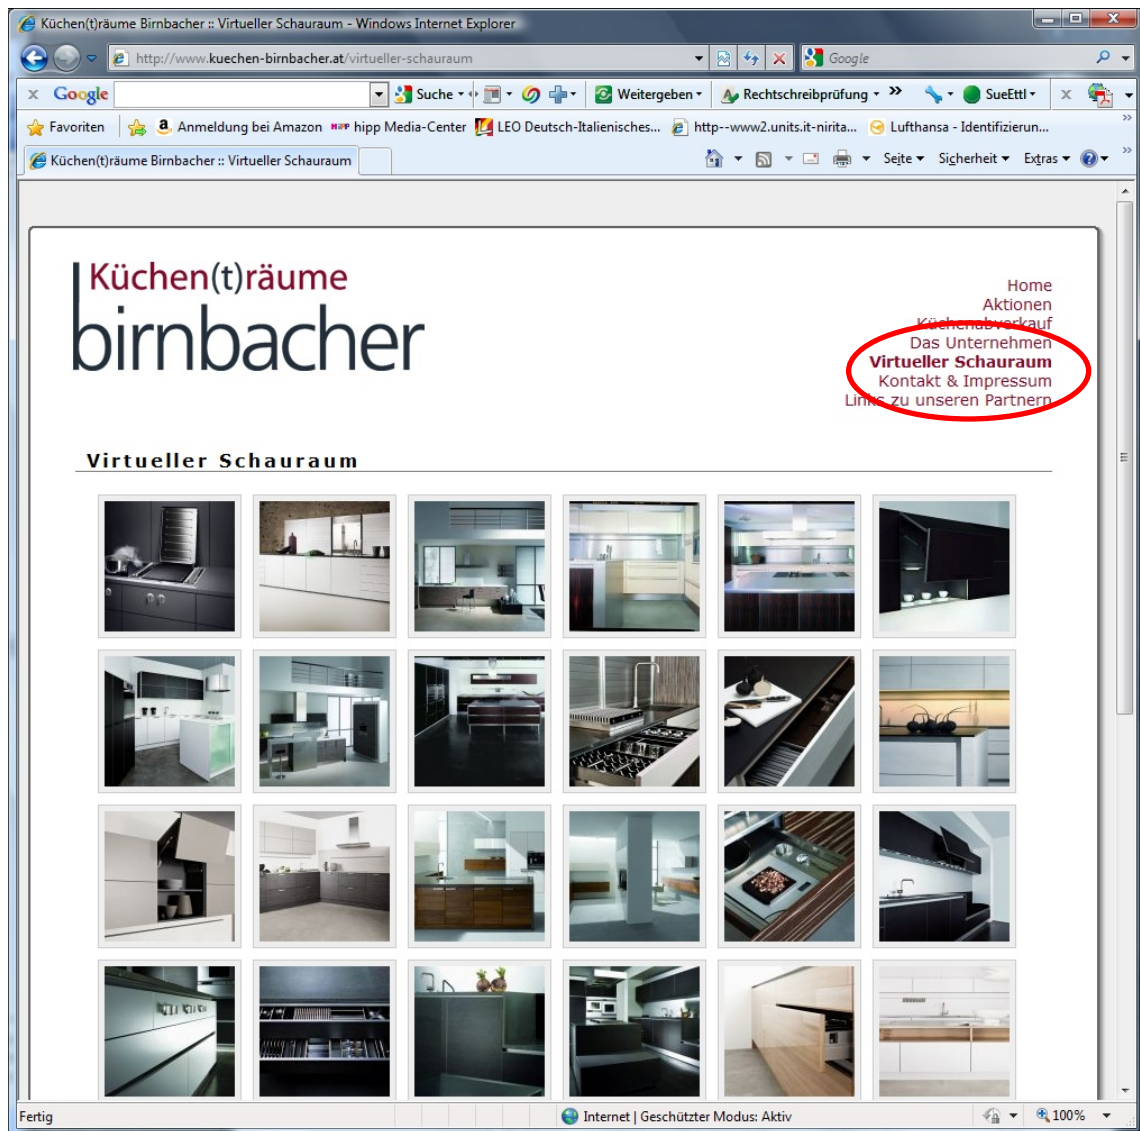 Küchen(t)räume Birnbacher :: Virtueller Schauraum - Windows Internet Explorer
http://www.kuechen-birnbacher.at/virtueller-schauraum
Google
x Google Suche Weitergeben Rechtschreibprüfung » SueEttl x
Favoriten Anmeldung bei Amazon HiPP hipp Media-Center LEO Deutsch-Italienisches... http--www2.units.it-nirita... Lufthansa - Identifizierun... »
Küchen(t)räume Birnbacher :: Virtueller Schauraum
Seite Sicherheit Extras »
Küchen(t)räume
birnbacher
Home
Aktionen
Küchenabverkauf
Das Unternehmen
Virtueller Schauraum
Kontakt & Impressum
Links zu unseren Partnern
Virtueller Schauraum
Fertig
Internet | Geschützter Modus: Aktiv
100%